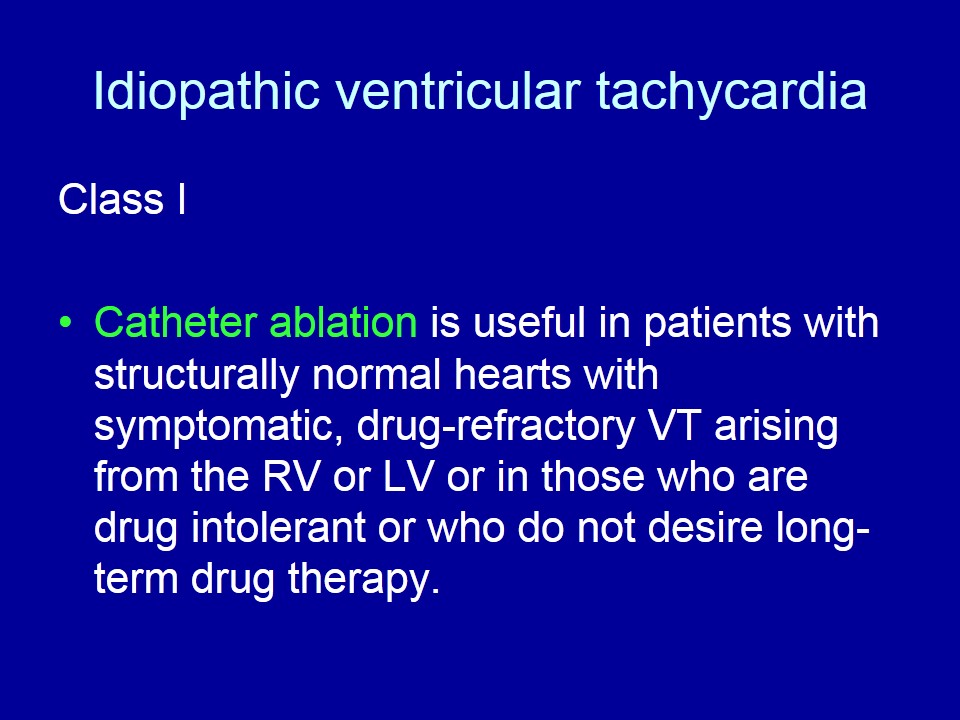 Idiopathic ventricular tachycardia
Class I
• Catheter ablation is useful in patients with
structurally normal hearts with
symptomatic, drug-refractory VT arising
from the RV or LV or in those who are
drug intolerant or who do not desire long-
term drug therapy.